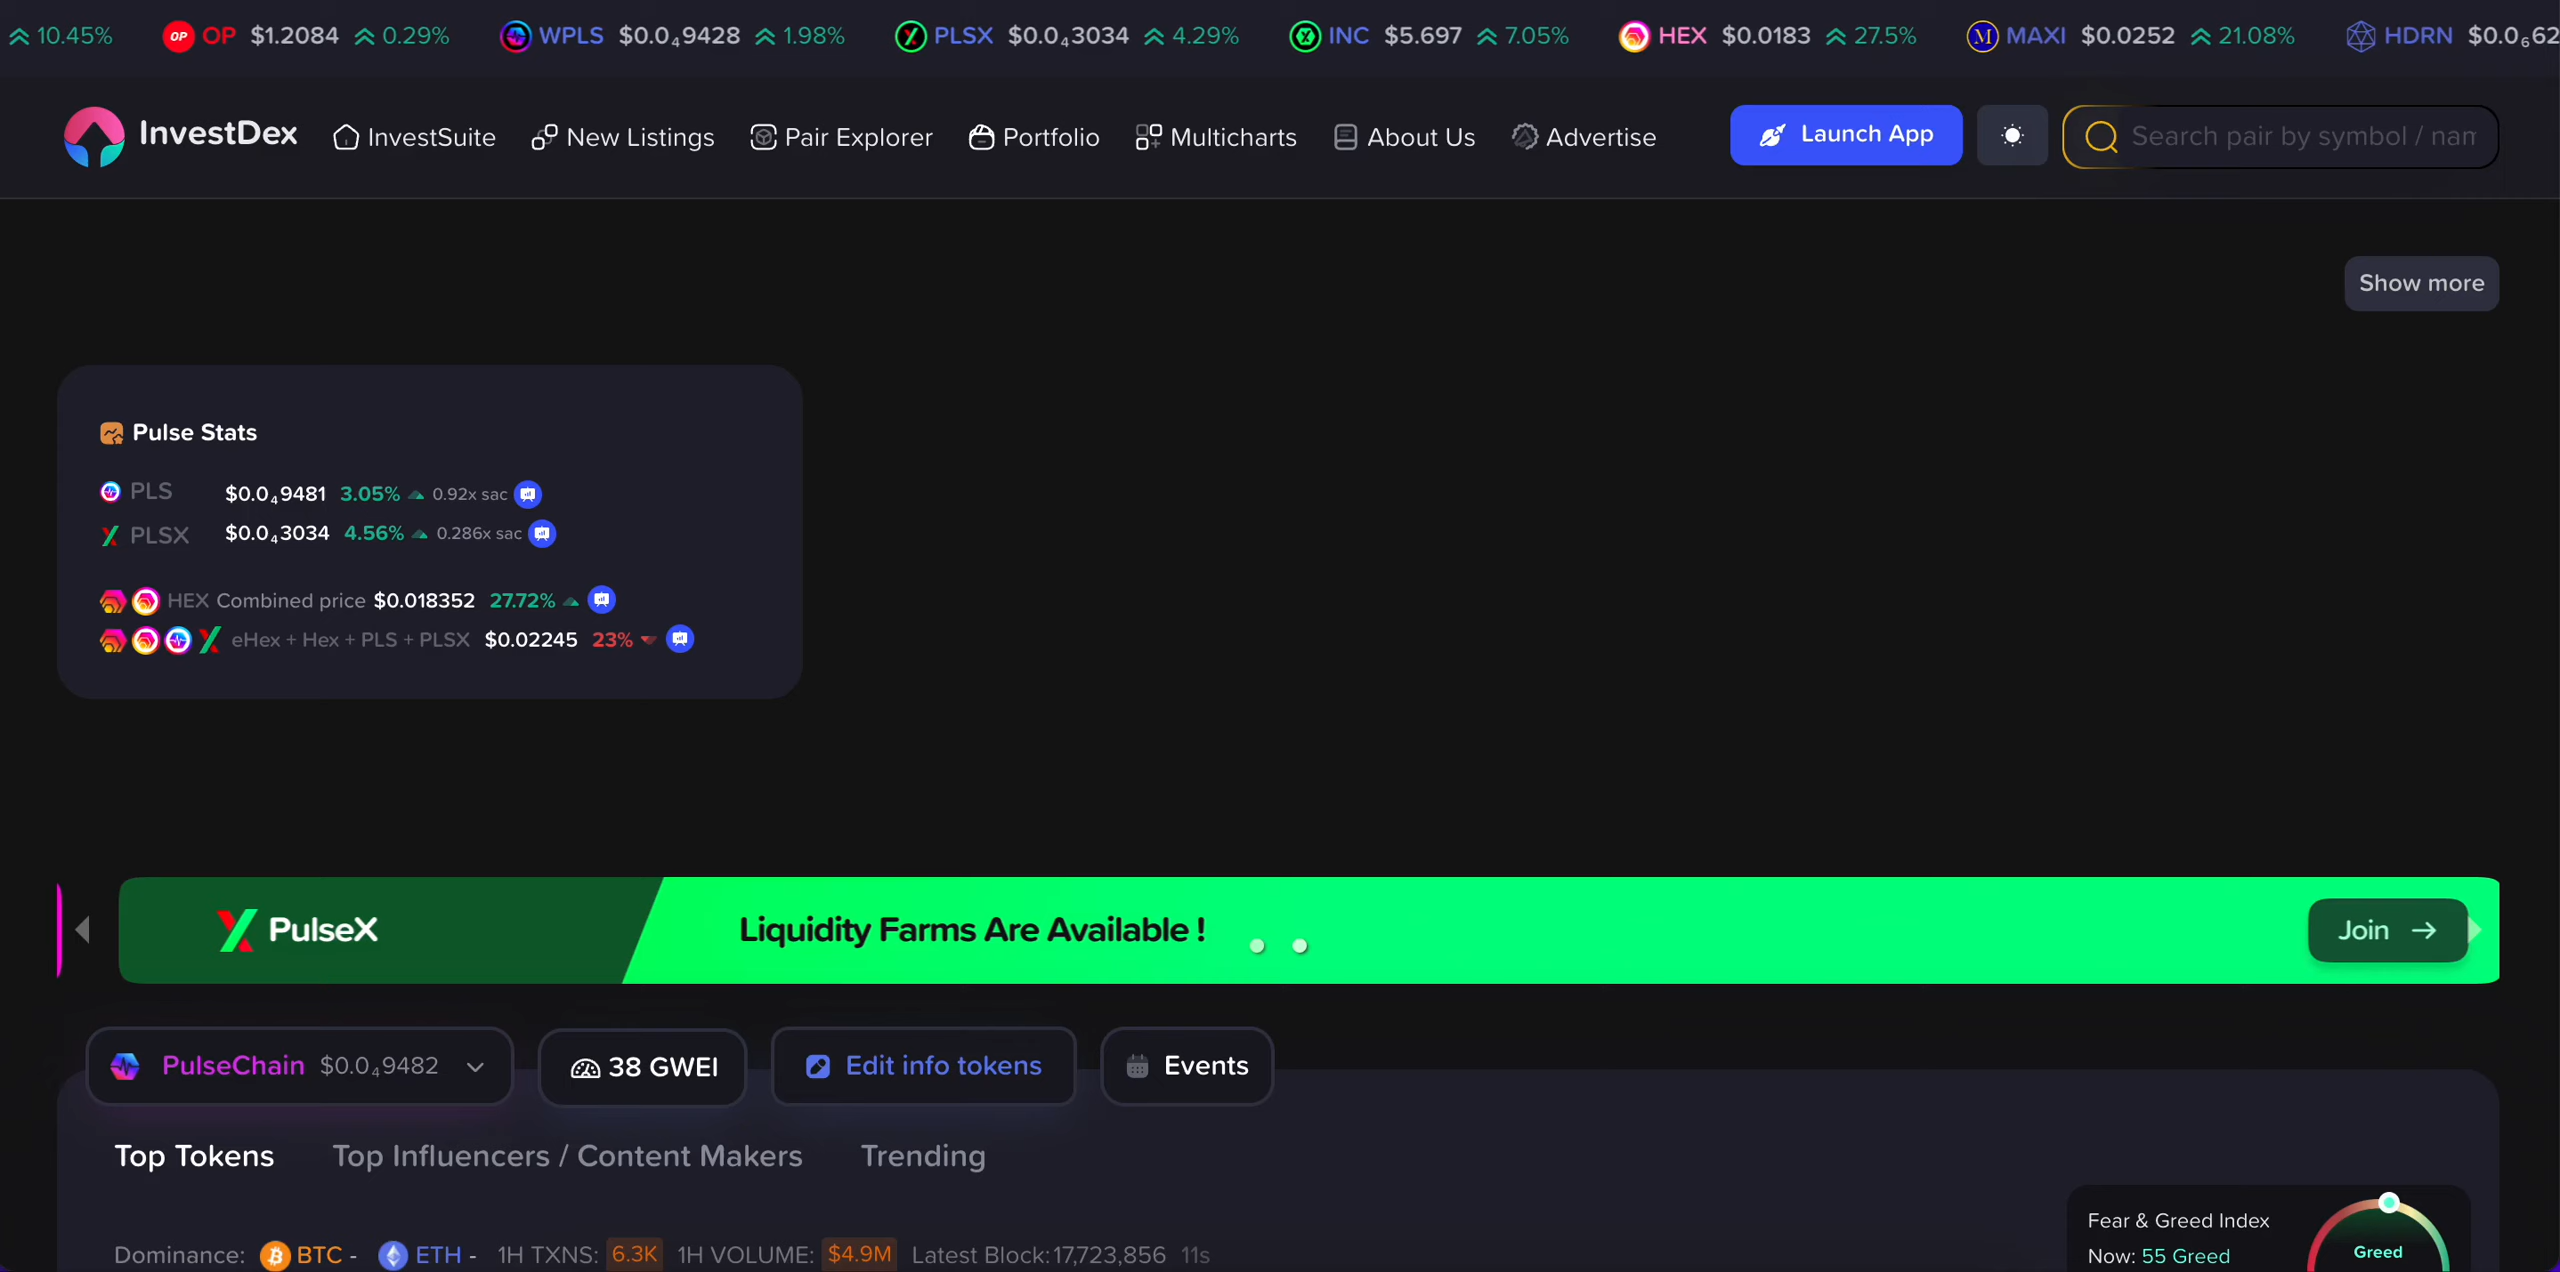 10.45% OP OP $1.2084 0.29% WPLS $0.0₄9428 1.98% PLSX $0.0₄3034 4.29% INC $5.697 7.05% HEX $0.0183 27.5% M MAXI $0.0252 21.08% HDRN $0.0₆62
InvestDex InvestSuite New Listings Pair Explorer Portfolio Multicharts About Us Advertise Launch App Search pair by symbol / nam
Show more
Pulse Stats
PLS $0.0₄9481 3.05% 0.92x sac
PLSX $0.0₄3034 4.56% 0.286x sac
HEX Combined price $0.018352 27.72%
eHex + Hex + PLS + PLSX $0.02245 23%
PulseX Liquidity Farms Are Available ! Join →
PulseChain $0.0₄9482 38 GWEI Edit info tokens Events
Top Tokens Top Influencers / Content Makers Trending
Dominance: BTC - ETH - 1H TXNS: 6.3K 1H VOLUME: $4.9M Latest Block: 17,723,856 11s
Fear & Greed Index
Now: 55 Greed
Greed